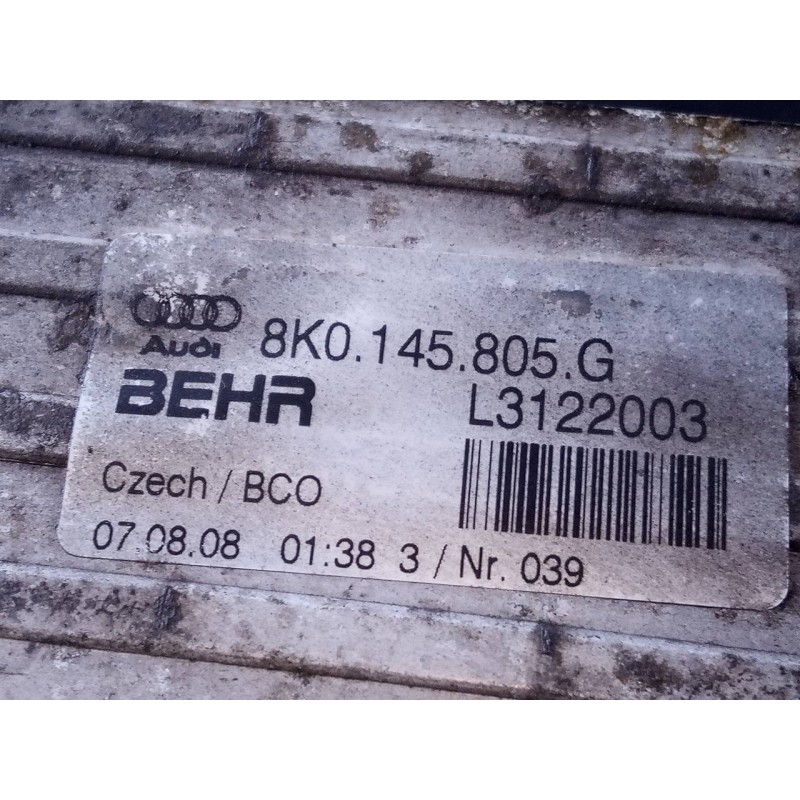 Audi 8K0.145.805.G
BEHR L3122003
Czech / BCO
07.08.08 01:38 3 / Nr. 039